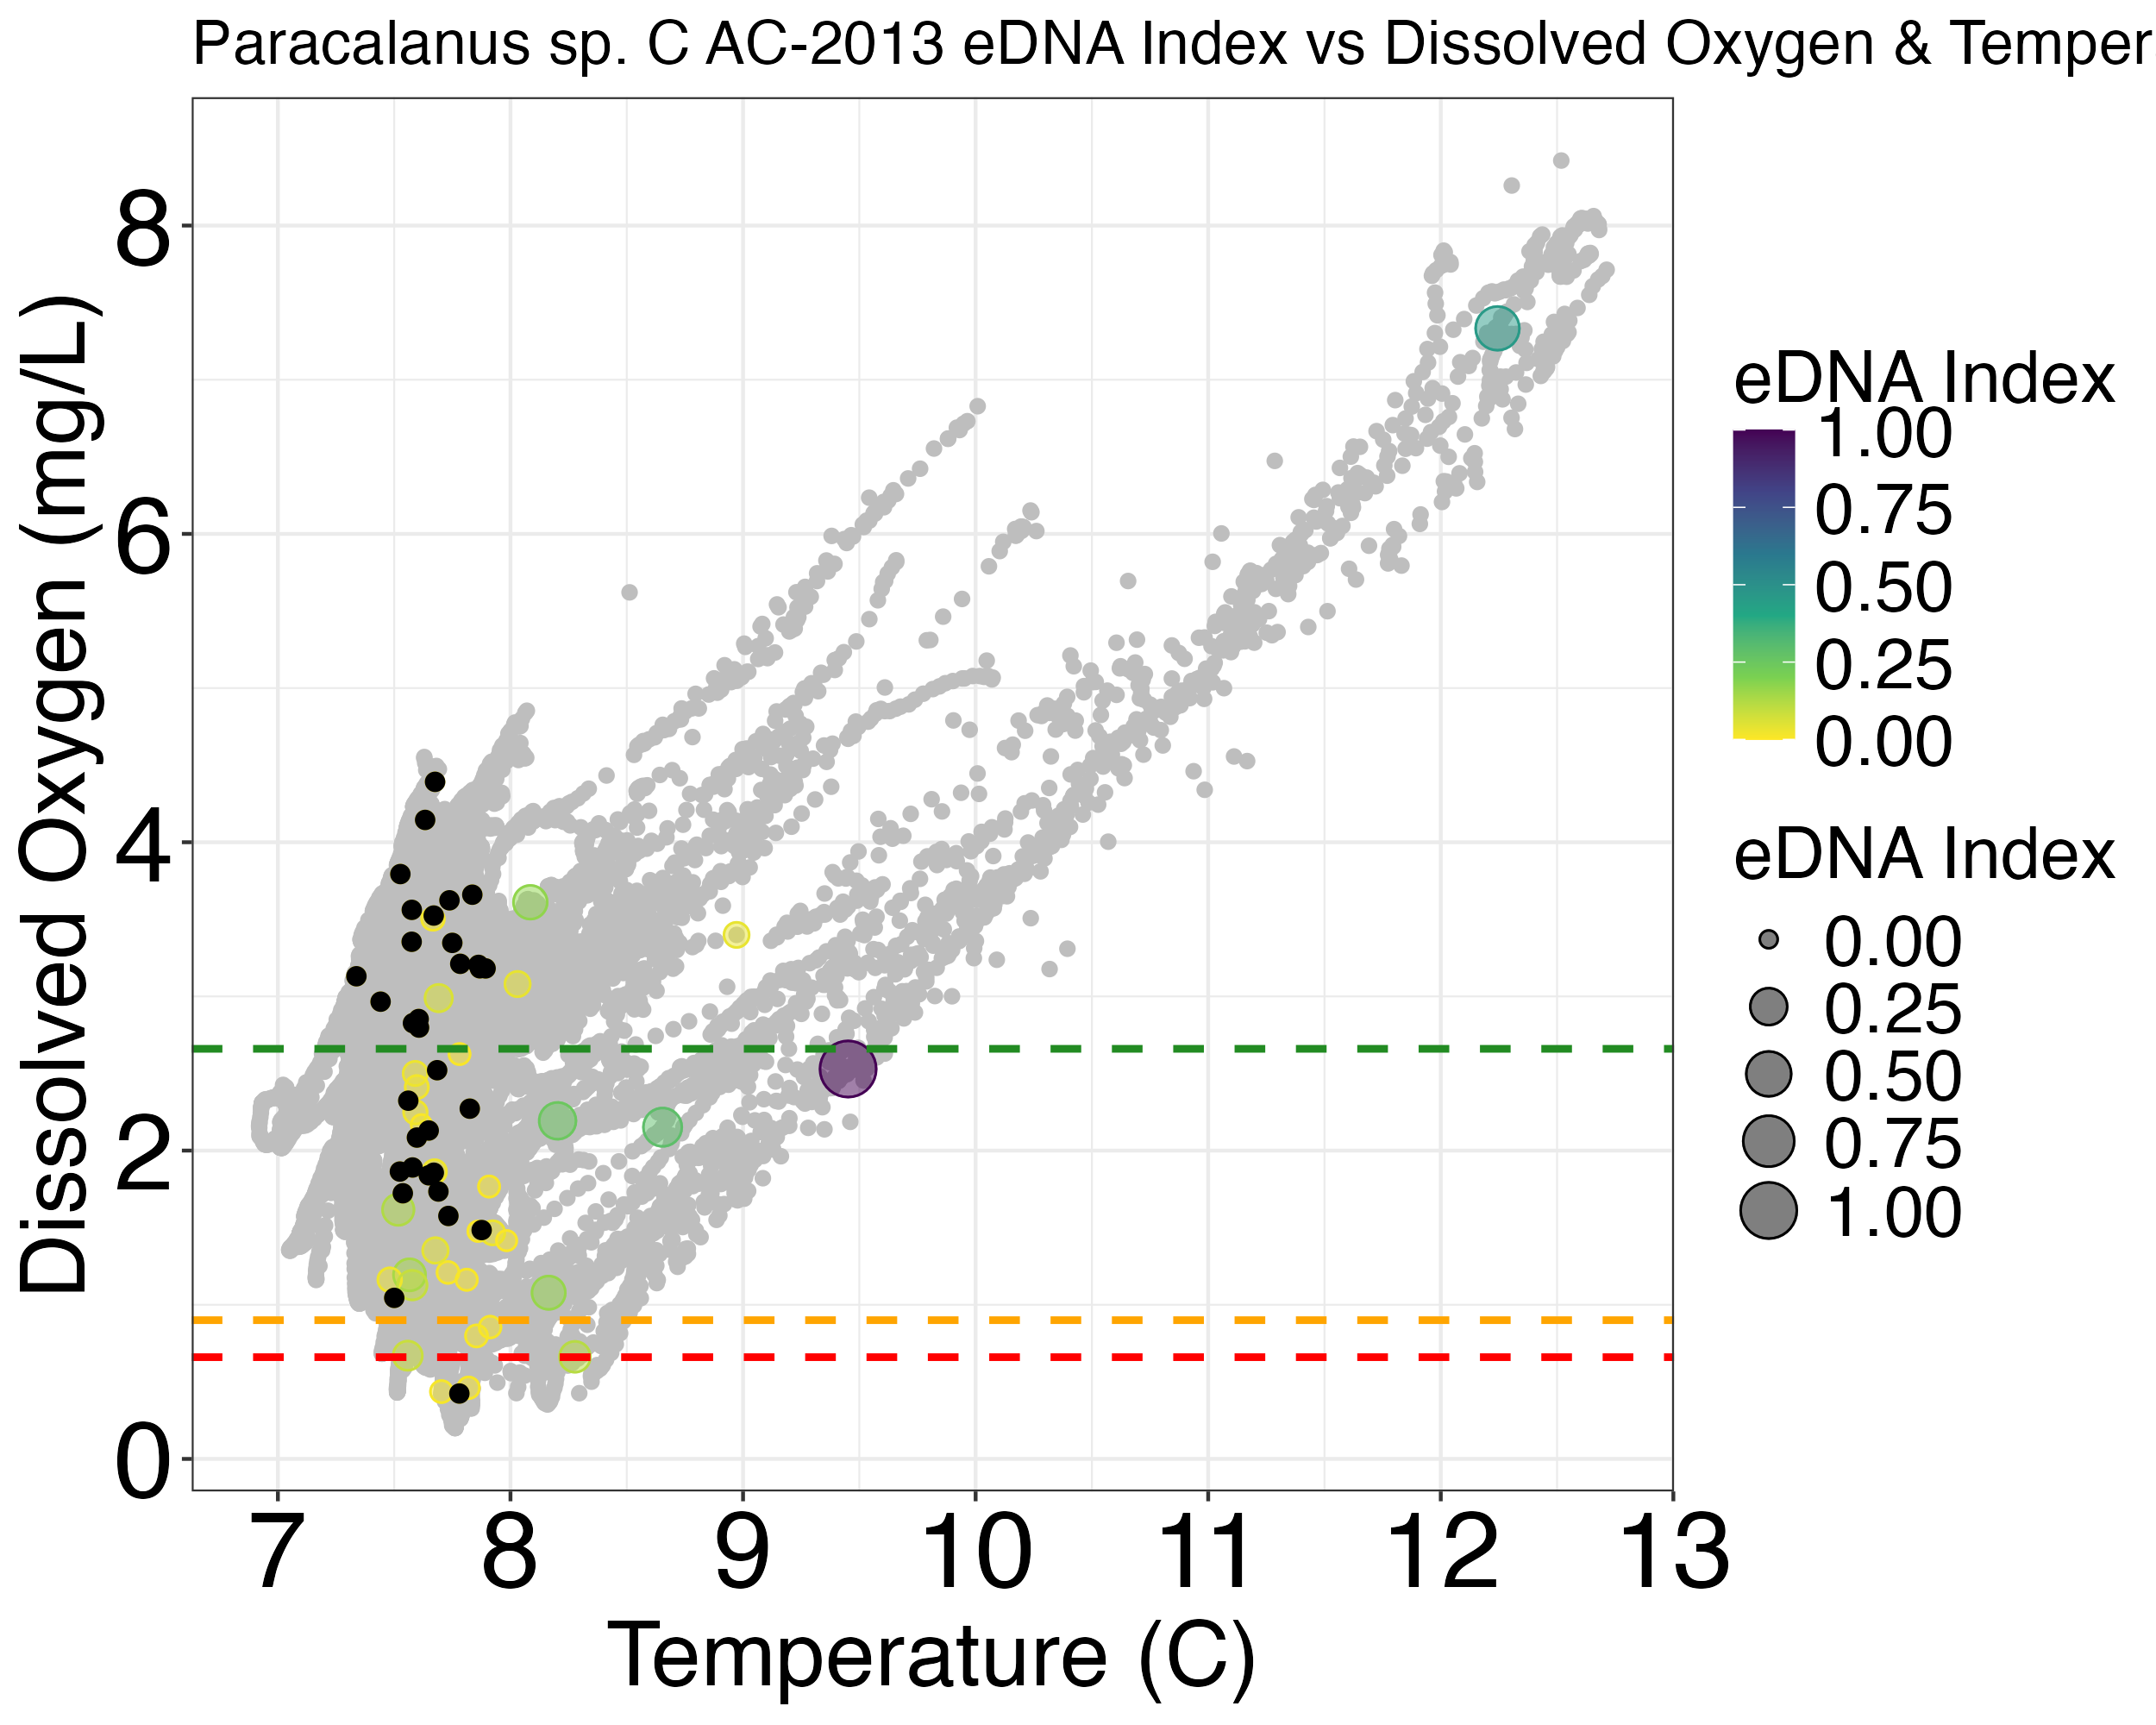 Paracalanus sp. C AC-2013 eDNA Index vs Dissolved Oxygen & Temper
Dissolved Oxygen (mg/L)
8
6
4
2
0
7 8 9 10 11 12 13
Temperature (C)
eDNA Index
1.00
0.75
0.50
0.25
0.00
eDNA Index
0.00
0.25
0.50
0.75
1.00